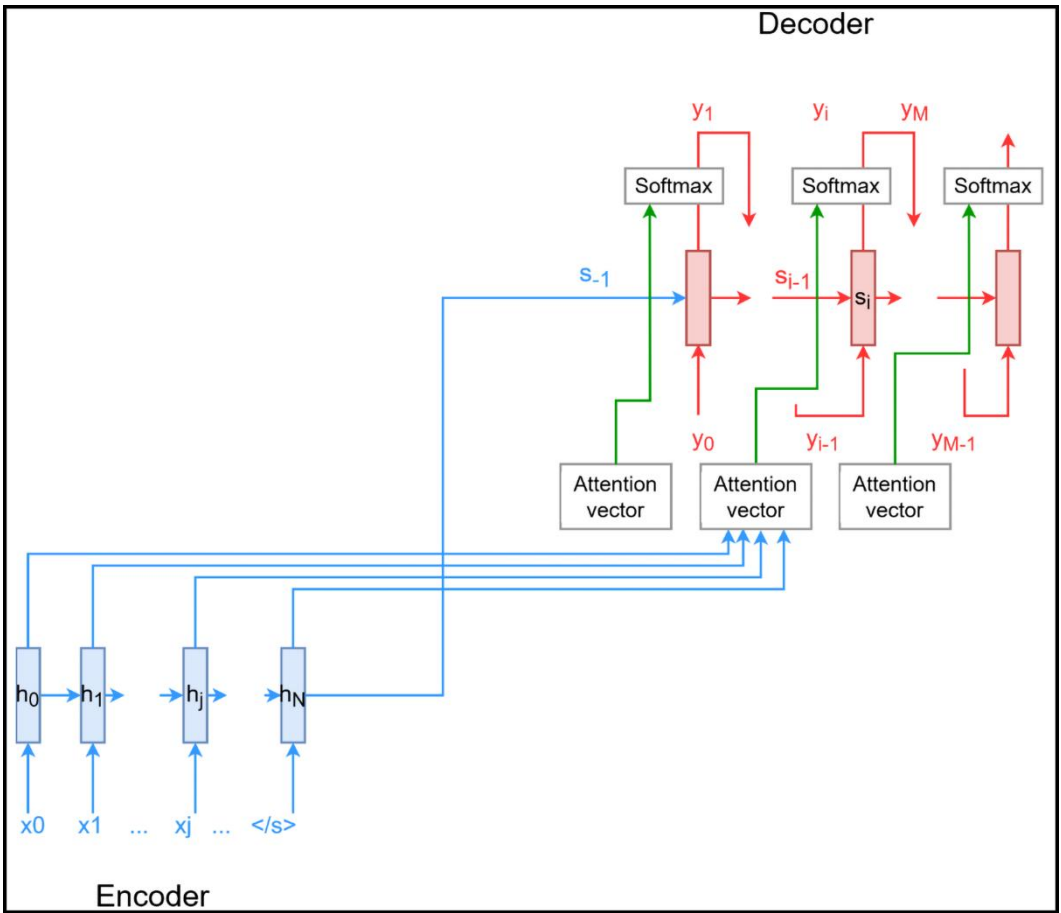 Decoder
y1 yi yM
Softmax Softmax Softmax
s-1 si-1 si
y0 yi-1 yM-1
Attention vector
Attention vector
Attention vector
h0 h1 hj hN
x0 x1 ... xj ... </s>
Encoder